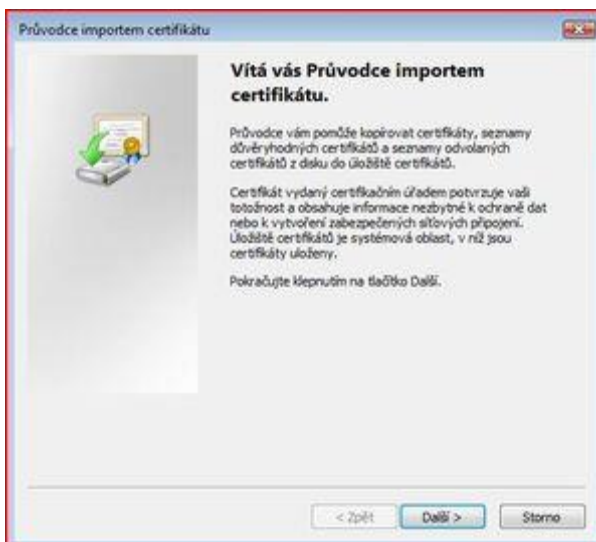 Průvodce importem certifikátu
Vítá vás Průvodce importem
certifikátu.
Průvodce vám pomůže kopírovat certifikáty, seznamy
důvěryhodných certifikátů a seznamy odvolaných
certifikátů z disku do úložiště certifikátů.
Certifikát vydaný certifikačním úřadem potvrzuje vaši
totožnost a obsahuje informace nezbytné k ochraně dat
nebo k vytvoření zabezpečených síťových připojení.
Úložiště certifikátů je systémová oblast, v níž jsou
certifikáty uloženy.
Pokračujte klepnutím na tlačítko Další.
< Zpět
Další >
Storno